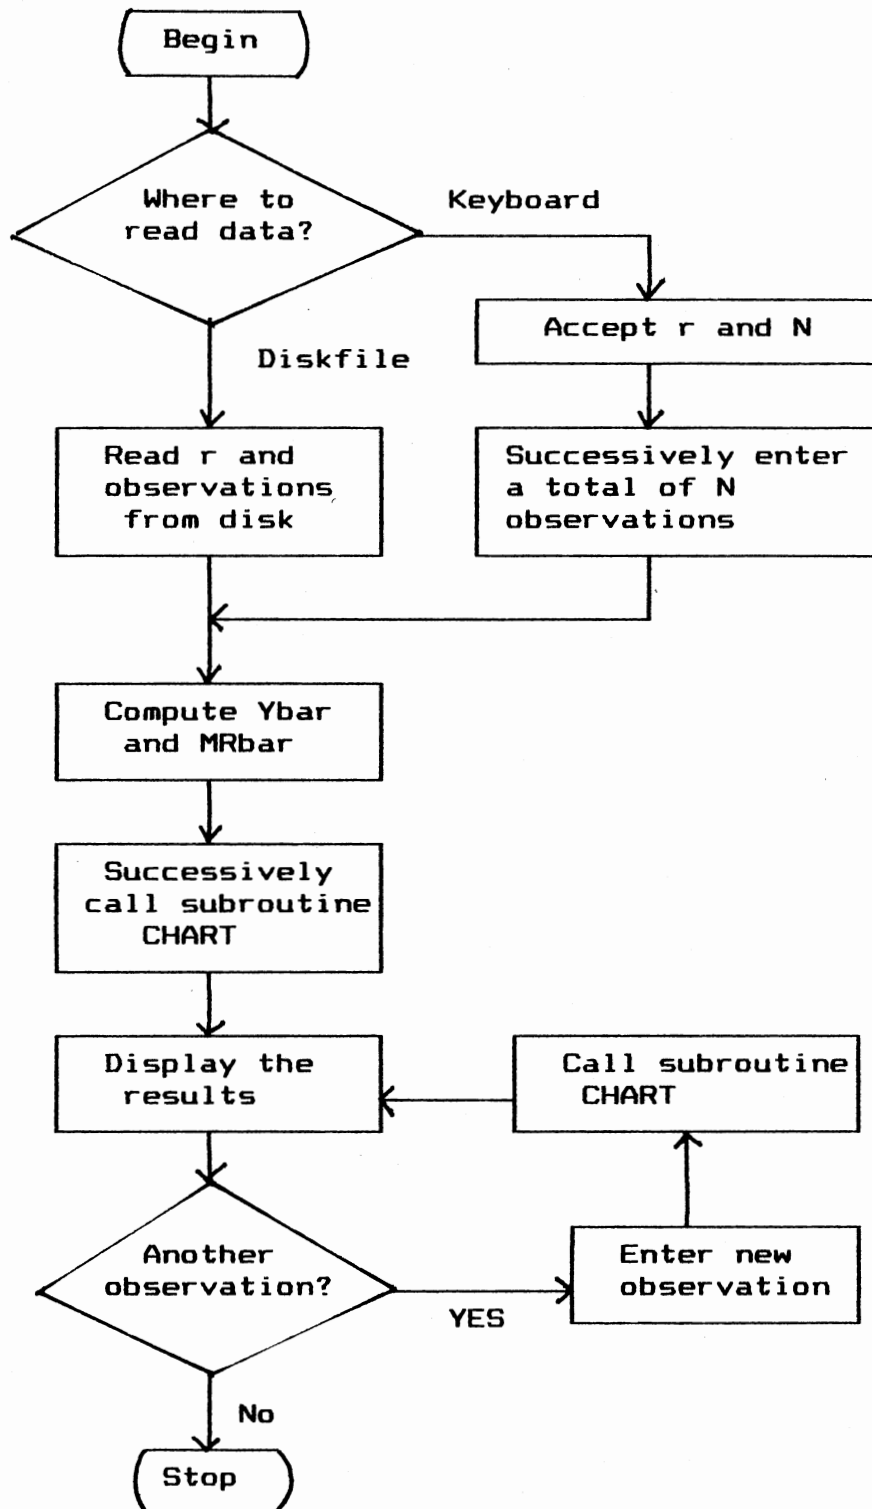 Begin
Where to
read data?
Keyboard
Accept r and N
Diskfile
Read r and
observations
from disk
Successively enter
a total of N
observations
Compute Ybar
and MRbar
Successively
call subroutine
CHART
Display the
results
Call subroutine
CHART
Another
observation?
YES
Enter new
observation
No
Stop